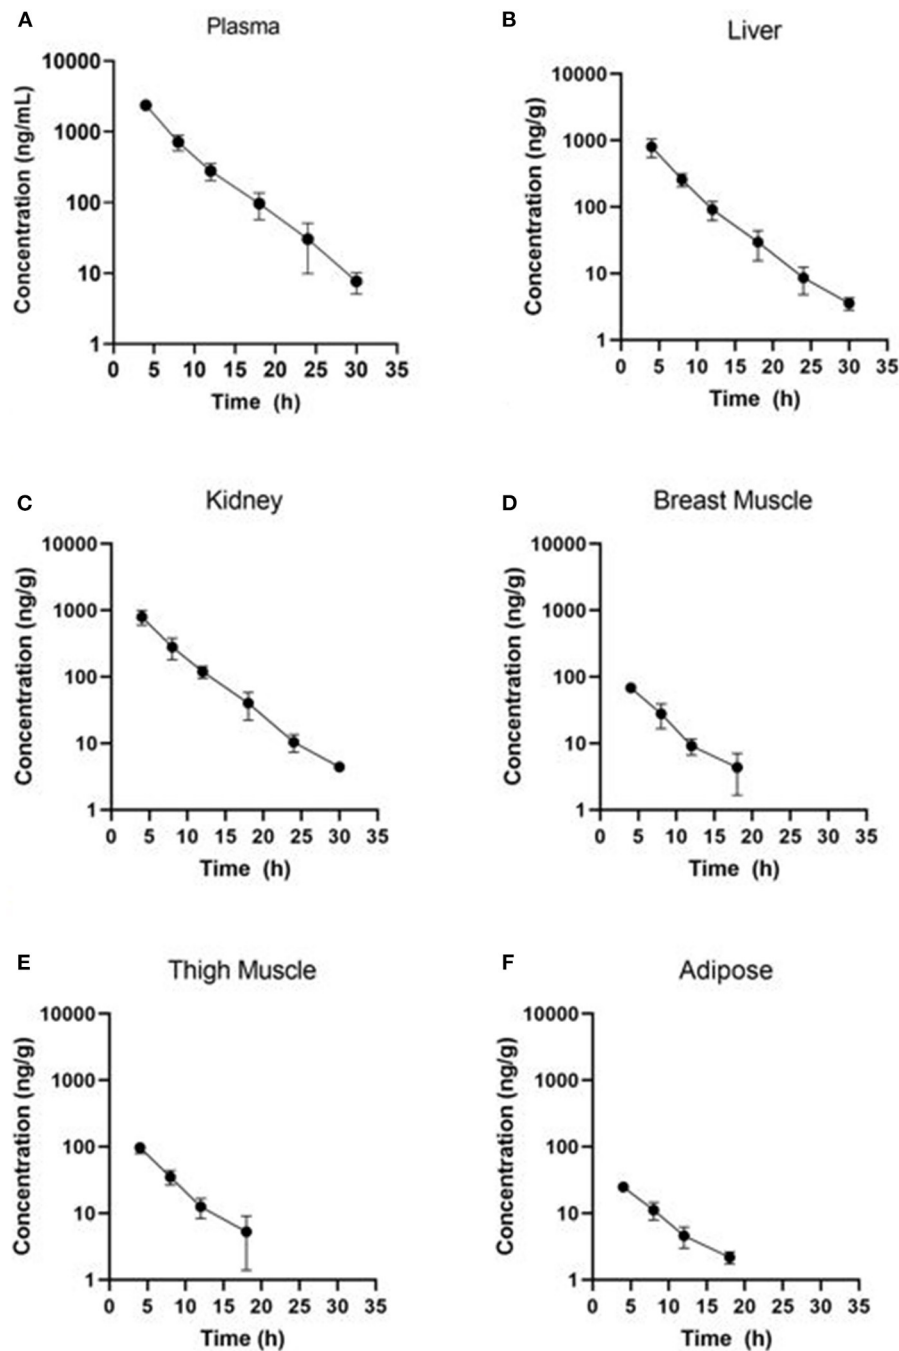 A
Plasma
Concentration (ng/mL)
10000
1000
100
10
1
0 5 10 15 20 25 30 35
Time (h)
B
Liver
Concentration (ng/g)
10000
1000
100
10
1
0 5 10 15 20 25 30 35
Time (h)
C
Kidney
Concentration (ng/g)
10000
1000
100
10
1
0 5 10 15 20 25 30 35
Time (h)
D
Breast Muscle
Concentration (ng/g)
10000
1000
100
10
1
0 5 10 15 20 25 30 35
Time (h)
E
Thigh Muscle
Concentration (ng/g)
10000
1000
100
10
1
0 5 10 15 20 25 30 35
Time (h)
F
Adipose
Concentration (ng/g)
10000
1000
100
10
1
0 5 10 15 20 25 30 35
Time (h)